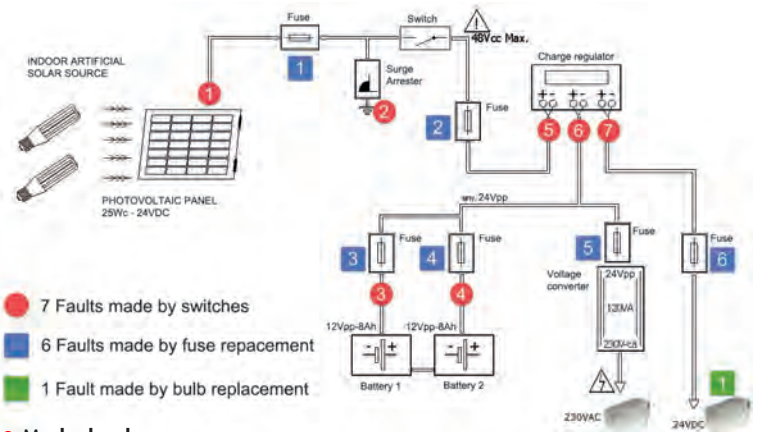 Fuse
Switch
48Vcc Max.
INDOOR ARTIFICIAL
SOLAR SOURCE
Charge regulator
1
1
Surge
Arrester
2
Fuse
2
+- +- +-
5 6 7
PHOTOVOLTAIC PANEL
25Wc - 24VDC
24Vpp
Fuse
3
Fuse
4
Fuse
5
Fuse
6
Voltage
converter
24Vpp
230V-ca
3
4
7 Faults made by switches
6 Faults made by fuse repacement
1 Fault made by bulb replacement
12Vpp-8Ah
12Vpp-8Ah
- +
- +
Battery 1
Battery 2
230VAC
24VDC
1